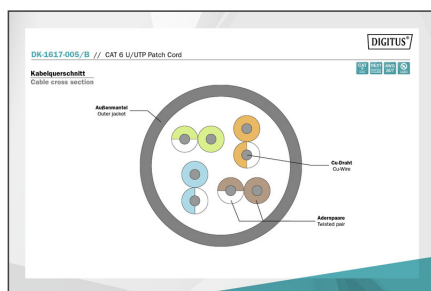 DIGITUS®
DK-1617-005/B // CAT 6 U/UTP Patch Cord
Kabelquerschnitt
Cable cross section
Außenmantel
Outer jacket
Cu-Draht
Cu-Wire
Adernpaare
Twisted pair